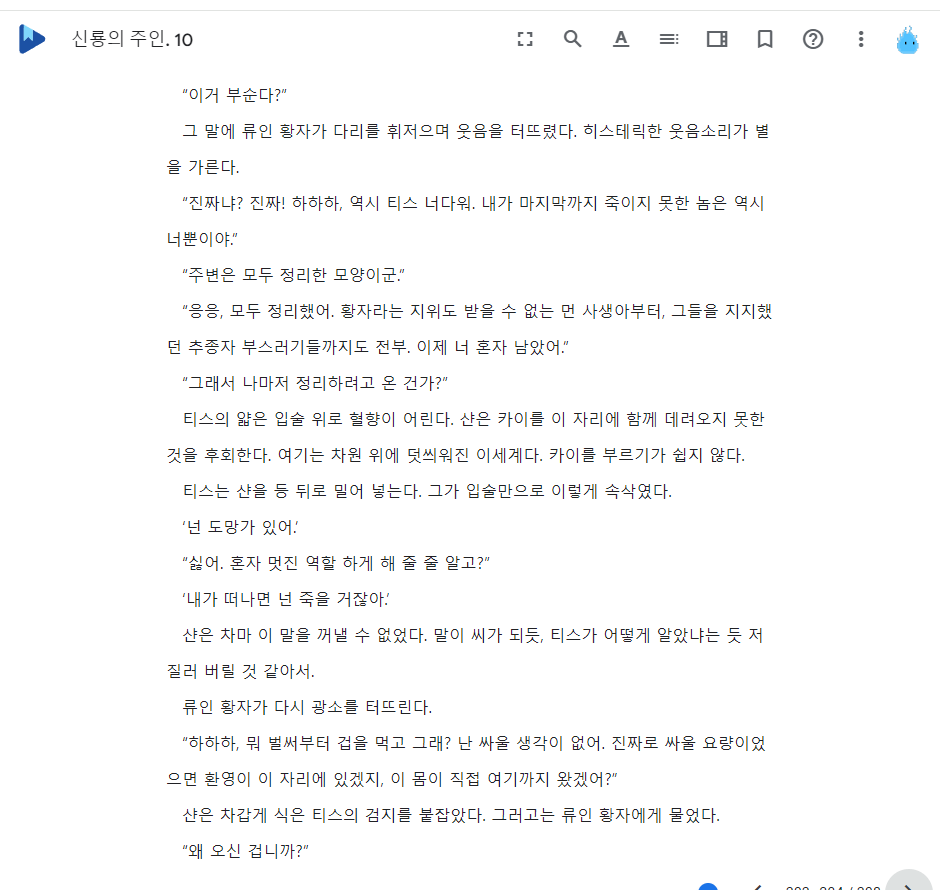 신룡의 주인. 10
“이거 부순다?”
그 말에 류인 황자가 다리를 휘저으며 웃음을 터뜨렸다. 히스테릭한 웃음소리가 별
을 가른다.
“진짜냐? 진짜! 하하하, 역시 티스 너다워. 내가 마지막까지 죽이지 못한 놈은 역시
너뿐이야.”
“주변은 모두 정리한 모양이군.”
“응응, 모두 정리했어. 황자라는 지위도 받을 수 없는 먼 사생아부터, 그들을 지지했
던 추종자 부스러기들까지도 전부. 이제 너 혼자 남았어.”
“그래서 나마저 정리하려고 온 건가?”
티스의 얇은 입술 위로 혈향이 어린다. 샨은 카이를 이 자리에 함께 데려오지 못한
것을 후회한다. 여기는 차원 위에 덧씌워진 이세계다. 카이를 부르기가 쉽지 않다.
티스는 샨을 등 뒤로 밀어 넣는다. 그가 입술만으로 이렇게 속삭였다.
‘넌 도망가 있어.’
“싫어. 혼자 멋진 역할 하게 해 줄 줄 알고?”
‘내가 떠나면 넌 죽을 거잖아.’
샨은 차마 이 말을 꺼낼 수 없었다. 말이 씨가 되듯, 티스가 어떻게 알았냐는 듯 저
질러 버릴 것 같아서.
류인 황자가 다시 광소를 터뜨린다.
“하하하, 뭐 벌써부터 겁을 먹고 그래? 난 싸울 생각이 없어. 진짜로 싸울 요량이었
으면 환영이 이 자리에 있겠지, 이 몸이 직접 여기까지 왔겠어?”
샨은 차갑게 식은 티스의 검지를 붙잡았다. 그러고는 류인 황자에게 물었다.
“왜 오신 겁니까?”